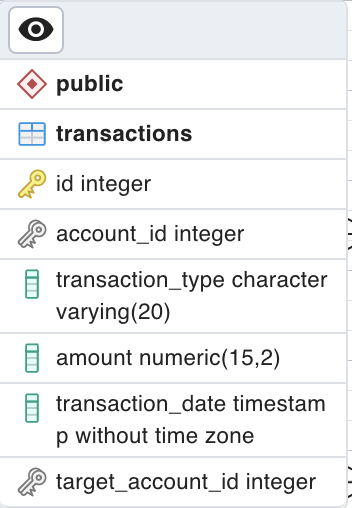 public
transactions
id integer
account_id integer
transaction_type character
varying(20)
amount numeric(15,2)
transaction_date timestam
p without time zone
target_account_id integer